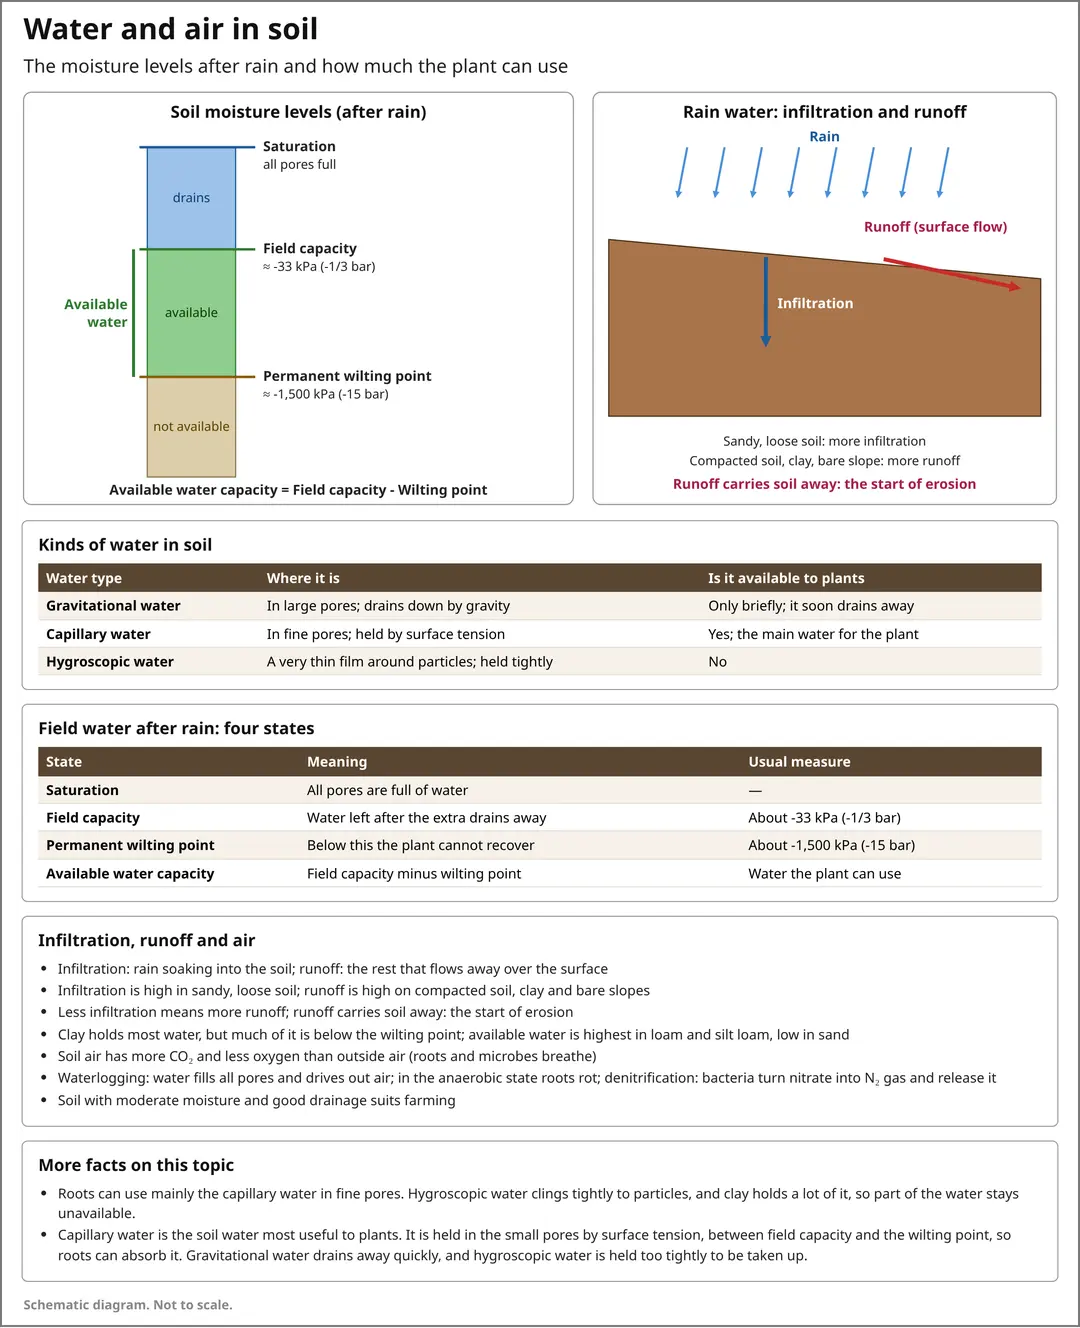 Water and air in soil
The moisture levels after rain and how much the plant can use
Soil moisture levels (after rain)
Saturation
all pores full
drains
Field capacity
≈ -33 kPa (-1/3 bar)
Available
water
available
Permanent wilting point
≈ -1,500 kPa (-15 bar)
not available
Available water capacity = Field capacity - Wilting point
Rain water: infiltration and runoff
Rain
Runoff (surface flow)
Infiltration
Sandy, loose soil: more infiltration
Compacted soil, clay, bare slope: more runoff
Runoff carries soil away: the start of erosion
Kinds of water in soil
Water type Where it is Is it available to plants
Gravitational water In large pores; drains down by gravity Only briefly; it soon drains away
Capillary water In fine pores; held by surface tension Yes; the main water for the plant
Hygroscopic water A very thin film around particles; held tightly No
Field water after rain: four states
State Meaning Usual measure
Saturation All pores are full of water —
Field capacity Water left after the extra drains away About -33 kPa (-1/3 bar)
Permanent wilting point Below this the plant cannot recover About -1,500 kPa (-15 bar)
Available water capacity Field capacity minus wilting point Water the plant can use
Infiltration, runoff and air
• Infiltration: rain soaking into the soil; runoff: the rest that flows away over the surface
• Infiltration is high in sandy, loose soil; runoff is high on compacted soil, clay and bare slopes
• Less infiltration means more runoff; runoff carries soil away: the start of erosion
• Clay holds most water, but much of it is below the wilting point; available water is highest in loam and silt loam, low in sand
• Soil air has more CO₂ and less oxygen than outside air (roots and microbes breathe)
• Waterlogging: water fills all pores and drives out air; in the anaerobic state roots rot; denitrification: bacteria turn nitrate into N₂ gas and release it
• Soil with moderate moisture and good drainage suits farming
More facts on this topic
• Roots can use mainly the capillary water in fine pores. Hygroscopic water clings tightly to particles, and clay holds a lot of it, so part of the water stays
unavailable.
• Capillary water is the soil water most useful to plants. It is held in the small pores by surface tension, between field capacity and the wilting point, so
roots can absorb it. Gravitational water drains away quickly, and hygroscopic water is held too tightly to be taken up.
Schematic diagram. Not to scale.